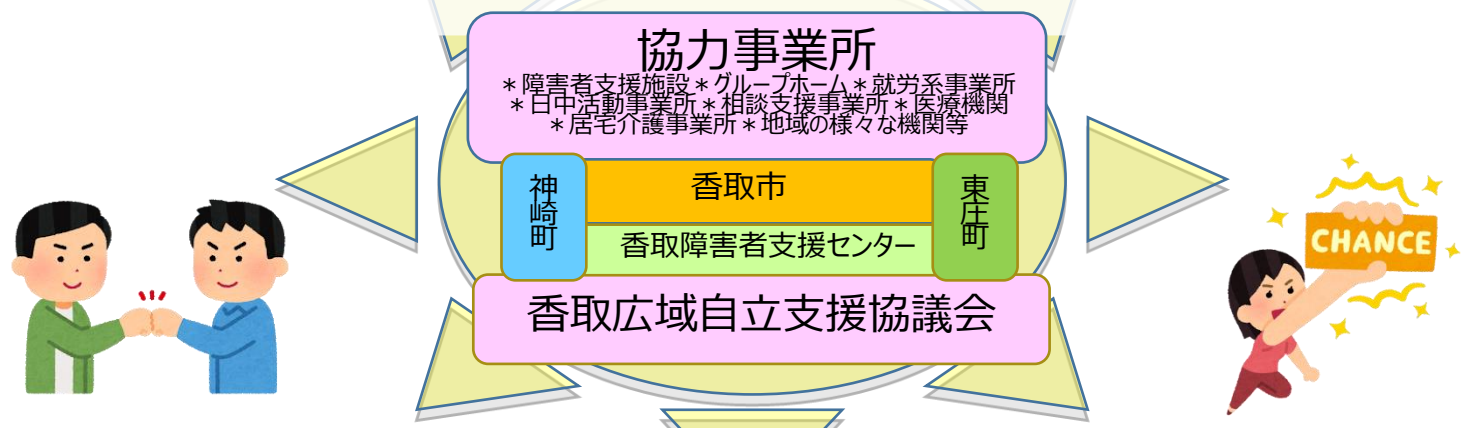 協力事業所
＊障害者支援施設＊グループホーム＊就労系事業所
＊日中活動事業所＊相談支援事業所＊医療機関
＊居宅介護事業所＊地域の様々な機関等
神崎町
香取市
東庄町
香取障害者支援センター
香取広域自立支援協議会
CHANCE